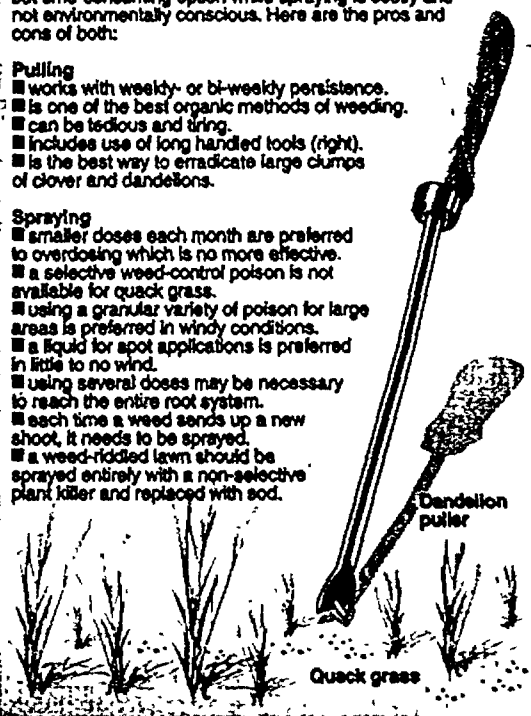 but time-consuming option while spraying is costly and
not environmentally conscious. Here are the pros and
cons of both:
Pulling
■ works with weekly- or bi-weekly persistence.
■ is one of the best organic methods of weeding.
■ can be tedious and tiring.
■ includes use of long handled tools (right).
■ is the best way to erradicate large clumps
of clover and dandelions.
Spraying
■ smaller doses each month are preferred
to overdosing which is no more effective.
■ a selective weed-control poison is not
available for quack grass.
■ using a granular variety of poison for large
areas is preferred in windy conditions.
■ a liquid for spot applications is preferred
in little to no wind.
■ using several doses may be necessary
to reach the entire root system.
■ each time a weed sends up a new
shoot, it needs to be sprayed.
■ a weed-riddled lawn should be
sprayed entirely with a non-selective
plant killer and replaced with sod.
Dandelion
puller
Quack grass